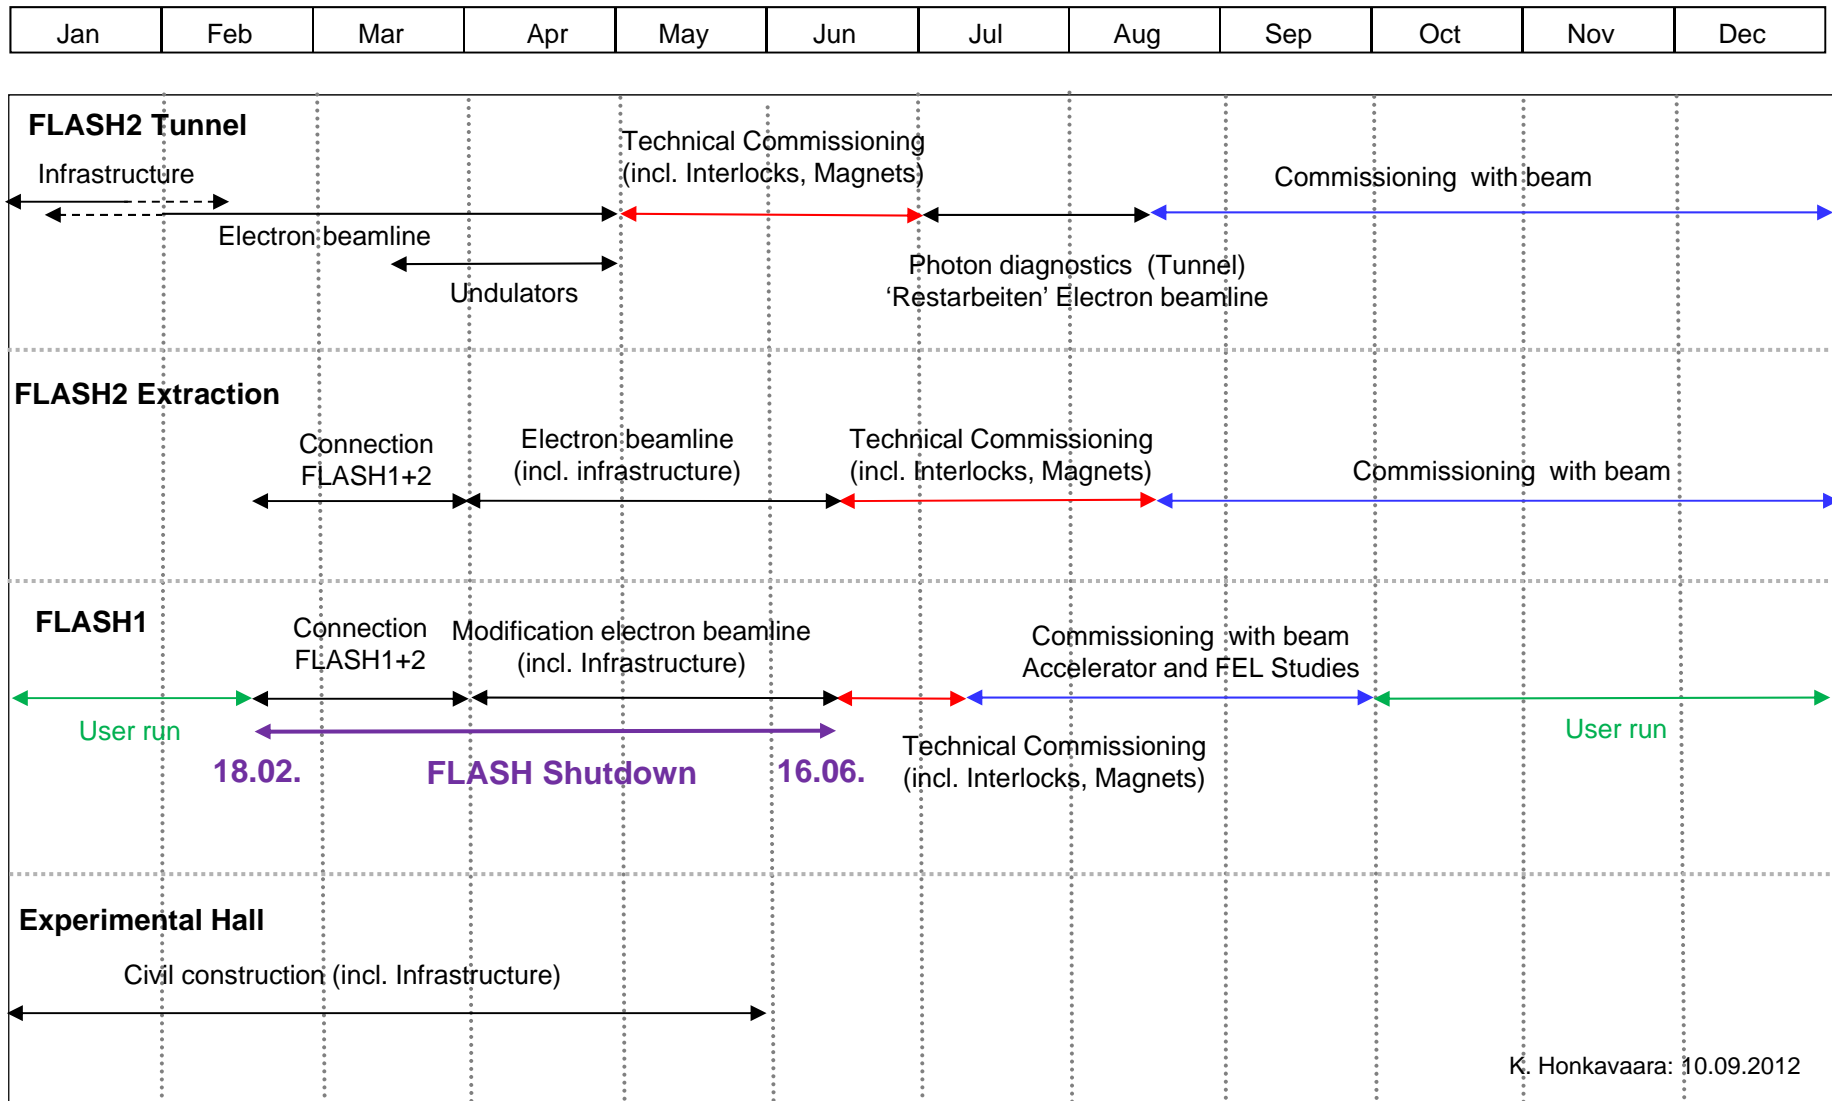 Jan Feb Mar Apr May Jun Jul Aug Sep Oct Nov Dec
FLASH2 Tunnel
Infrastructure
Electron beamline
Undulators
Technical Commissioning
(incl. Interlocks, Magnets)
Photon diagnostics (Tunnel)
‘Restarbeiten’ Electron beamline
Commissioning with beam
FLASH2 Extraction
Connection
FLASH1+2
Electron beamline
(incl. infrastructure)
Technical Commissioning
(incl. Interlocks, Magnets)
Commissioning with beam
FLASH1
User run
Connection
FLASH1+2
Modification electron beamline
(incl. Infrastructure)
Commissioning with beam
Accelerator and FEL Studies
User run
18.02.
FLASH Shutdown
16.06.
Technical Commissioning
(incl. Interlocks, Magnets)
Experimental Hall
Civil construction (incl. Infrastructure)
K. Honkavaara: 10.09.2012